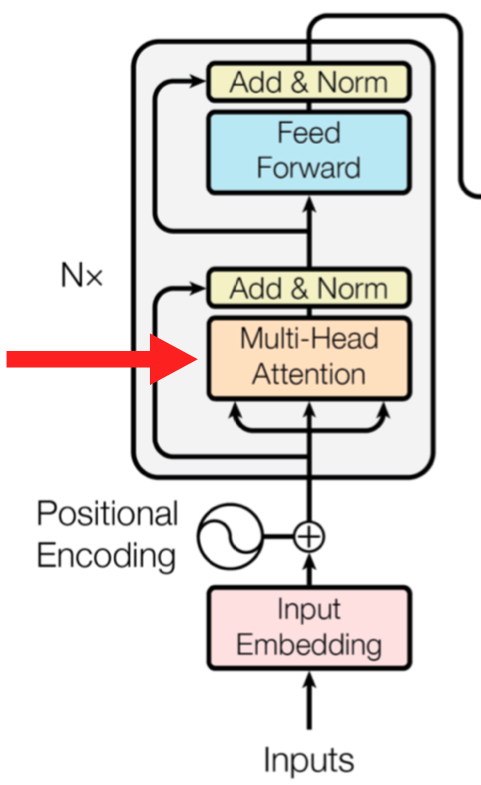 Add & Norm
Feed
Forward
Nx
Add & Norm
Multi-Head
Attention
Positional
Encoding
Input
Embedding
Inputs